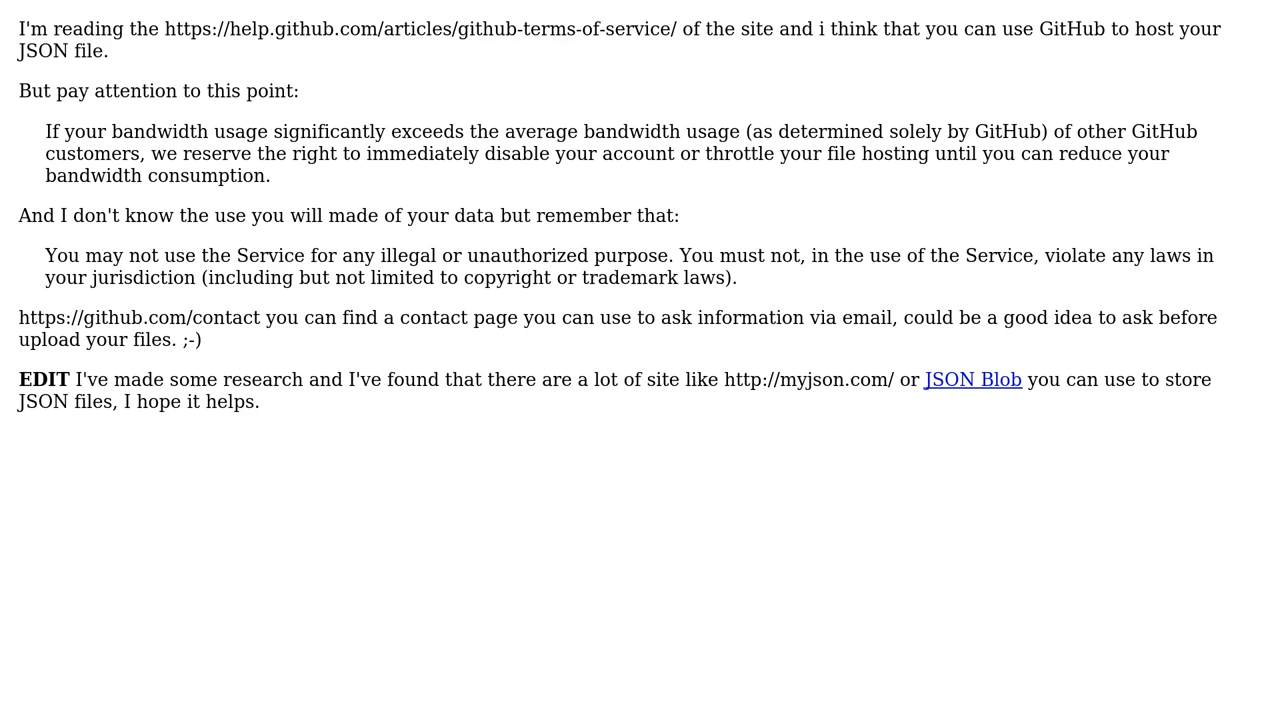 I'm reading the https://help.github.com/articles/github-terms-of-service/ of the site and i think that you can use GitHub to host your
JSON file.
But pay attention to this point:
If your bandwidth usage significantly exceeds the average bandwidth usage (as determined solely by GitHub) of other GitHub
customers, we reserve the right to immediately disable your account or throttle your file hosting until you can reduce your
bandwidth consumption.
And I don't know the use you will made of your data but remember that:
You may not use the Service for any illegal or unauthorized purpose. You must not, in the use of the Service, violate any laws in
your jurisdiction (including but not limited to copyright or trademark laws).
https://github.com/contact you can find a contact page you can use to ask information via email, could be a good idea to ask before
upload your files. ;-)
EDIT I've made some research and I've found that there are a lot of site like http://myjson.com/ or JSON Blob you can use to store
JSON files, I hope it helps.